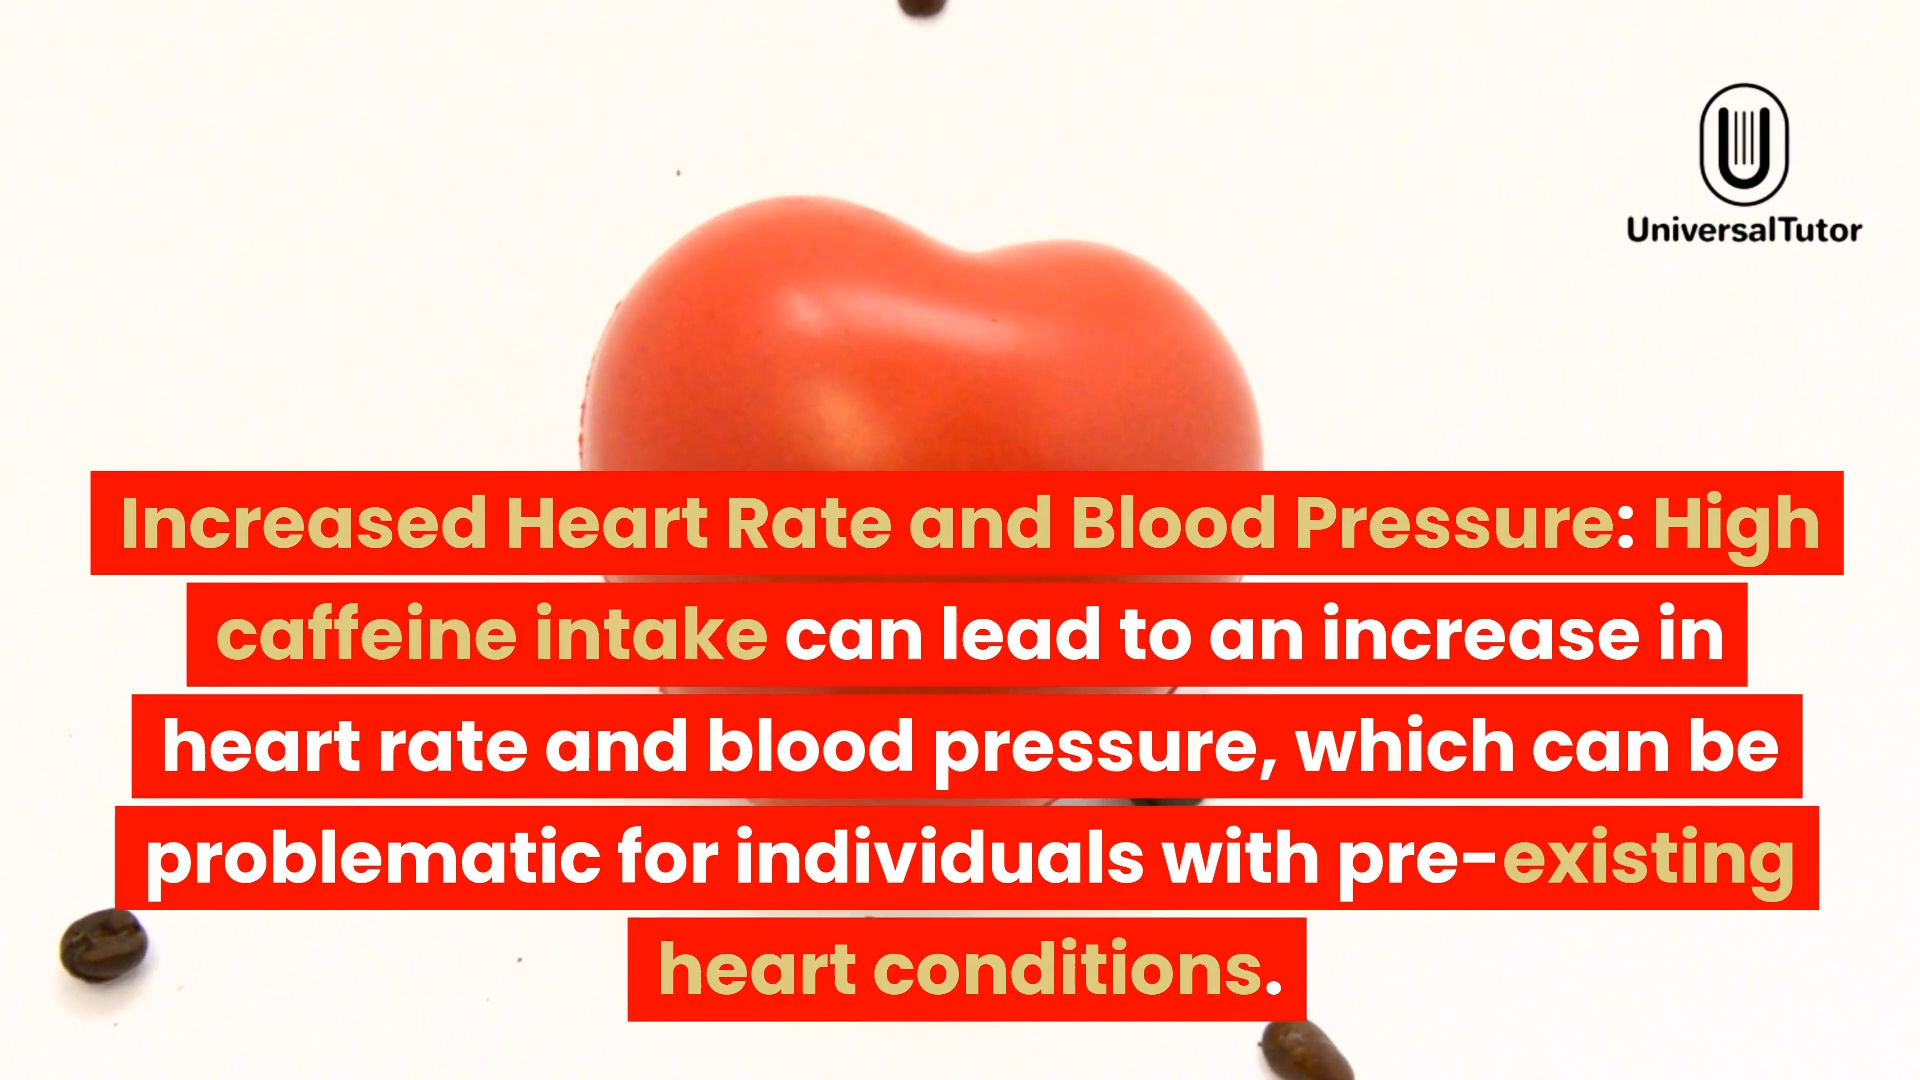 UniversalTutor
Increased Heart Rate and Blood Pressure: High
caffeine intake can lead to an increase in
heart rate and blood pressure, which can be
problematic for individuals with pre-existing
heart conditions.